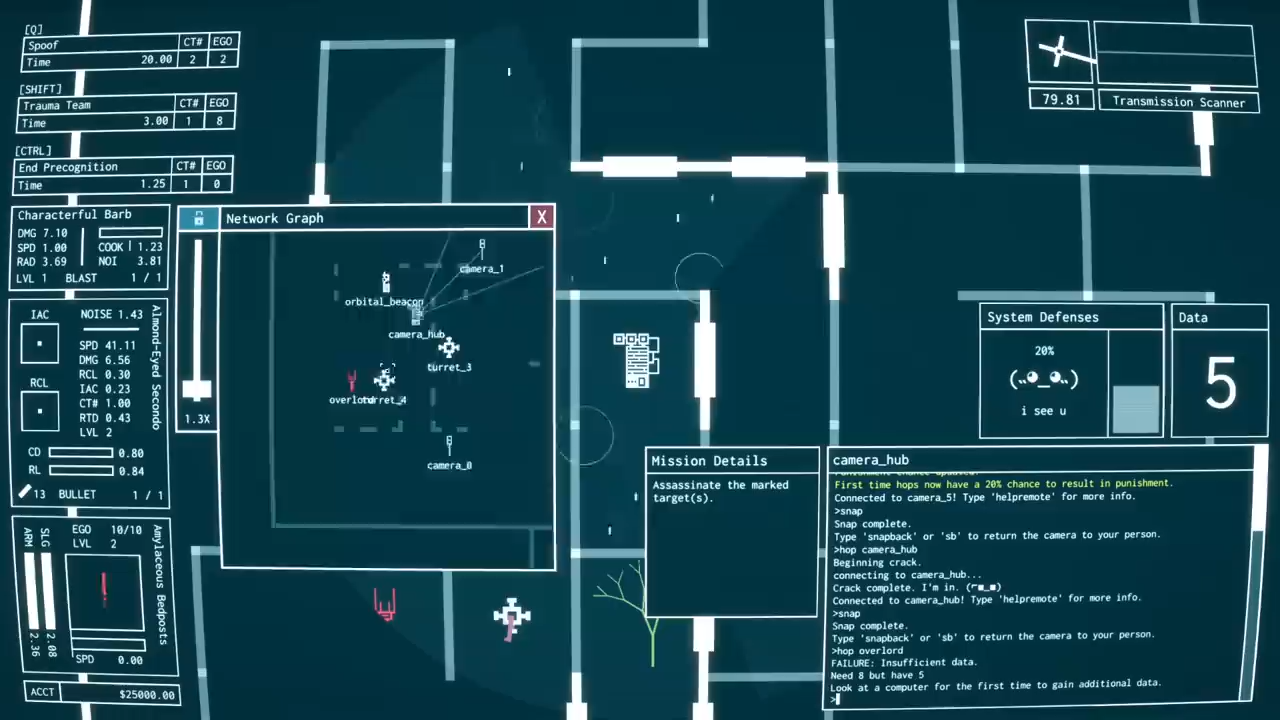 [Q]
Spoof CT# EGO
Time 20.00 2 2
[SHIFT]
Trauma Team CT# EGO
Time 3.00 1 8
[CTRL]
End Precognition CT# EGO
Time 1.25 1 0
Characterful Barb
DMG 7.10
SPD 1.00 COOK 1.23
RAD 3.69 NOI 3.81
LVL 1 BLAST 1 / 1
IAC NOISE 1.43
SPD 41.11
DMG 6.56
RCL RCL 0.30
IAC 0.23
CT# 1.00
RTD 0.43
LVL 2
CD 0.80
RL 0.84
13 BULLET 1 / 1
Almond-Eyed Secondo
EGO 10/10
LVL 2
ARM SLG
2.36 2.08
SPD 0.00
Amylaceous Bedposts
ACCT $25000.00
Network Graph X
1.3X
camera_1
orbital_beacon
camera_hub
turret_3
overlord
turret_4
camera_0
79.81 Transmission Scanner
System Defenses
20%
i see u
Data
5
Mission Details
Assassinate the marked
target(s).
camera_hub
First time hops now have a 20% chance to result in punishment.
Connected to camera_5! Type 'helpremote' for more info.
>snap
Snap complete.
Type 'snapback' or 'sb' to return the camera to your person.
>hop camera_hub
Beginning crack.
connecting to camera_hub...
Crack complete. I'm in. (⌐■_■)
Connected to camera_hub! Type 'helpremote' for more info.
>snap
Snap complete.
Type 'snapback' or 'sb' to return the camera to your person.
>hop overlord
FAILURE: Insufficient data.
Need 8 but have 5
Look at a computer for the first time to gain additional data.
>